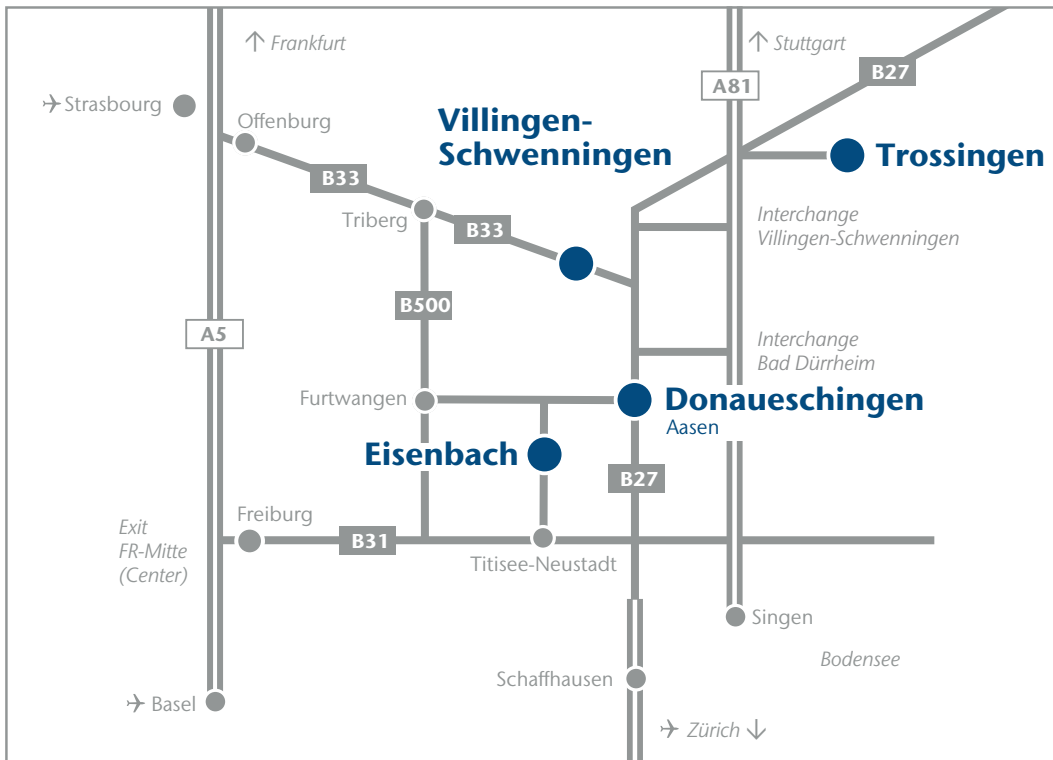 ↑ Frankfurt
↑ Stuttgart
B27
A81
✈ Strasbourg
Offenburg
Villingen-
Schwenningen
Trossingen
B33
Triberg
B33
Interchange
Villingen-Schwenningen
B500
A5
Interchange
Bad Dürrheim
Furtwangen
Donaueschingen
Aasen
Eisenbach
B27
Exit
FR-Mitte
(Center)
Freiburg
B31
Titisee-Neustadt
Singen
Bodensee
Schaffhausen
✈ Basel
✈ Zürich ↓